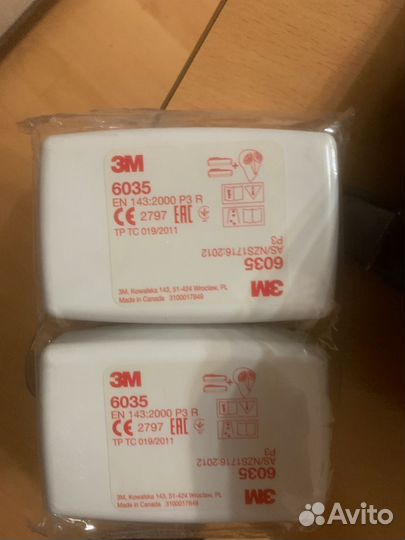 3M
6035
EN 143:2000 P3 R
CE 2797 EAC
TP TC 019/2011
AS/NZS1716:2012
P3
6035
3M
3M, Kowalska 143, 51-424 Wroclaw, PL
Made in Canada 3100017849
3M
6035
EN 143:2000 P3 R
CE 2797 EAC
TP TC 019/2011
AS/NZS1716:2012
P3
6035
3M
3M, Kowalska 143, 51-424 Wroclaw, PL
Made in Canada 3100017849
Avito